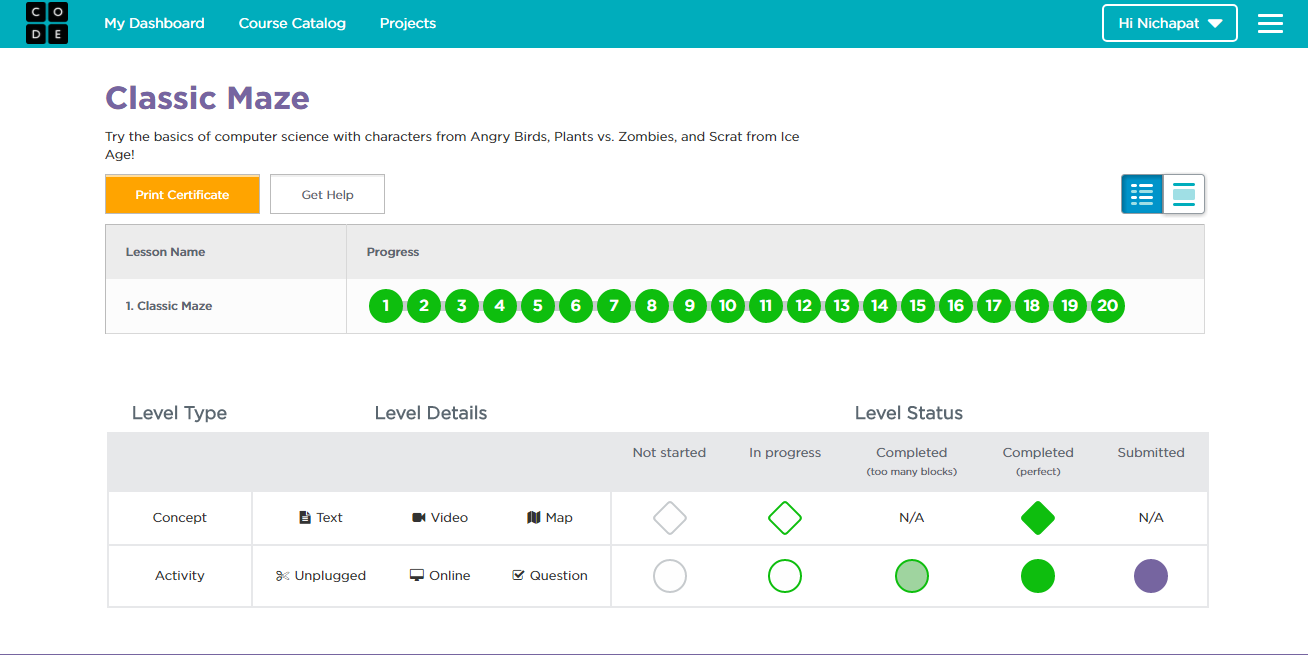 C O
D E
My Dashboard Course Catalog Projects Hi Nichapat
Classic Maze
Try the basics of computer science with characters from Angry Birds, Plants vs. Zombies, and Scrat from Ice
Age!
Print Certificate Get Help
Lesson Name Progress
1. Classic Maze 1 2 3 4 5 6 7 8 9 10 11 12 13 14 15 16 17 18 19 20
Level Type Level Details Level Status
Not started In progress Completed Completed Submitted
(too many blocks) (perfect)
Concept Text Video Map N/A N/A
Activity Unplugged Online Question